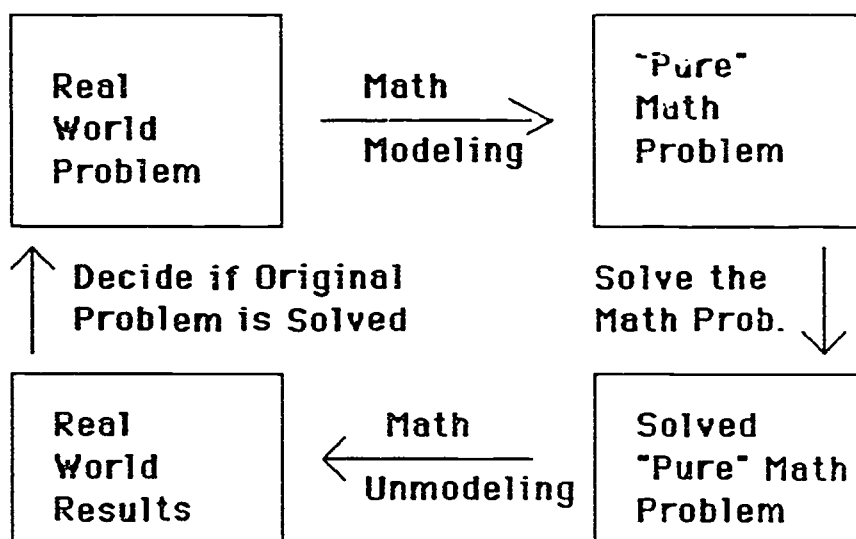 Real
World
Problem
Math
Modeling
"Pure"
Math
Problem
Decide if Original
Problem is Solved
Solve the
Math Prob.
Real
World
Results
Math
Unmodeling
Solved
"Pure" Math
Problem